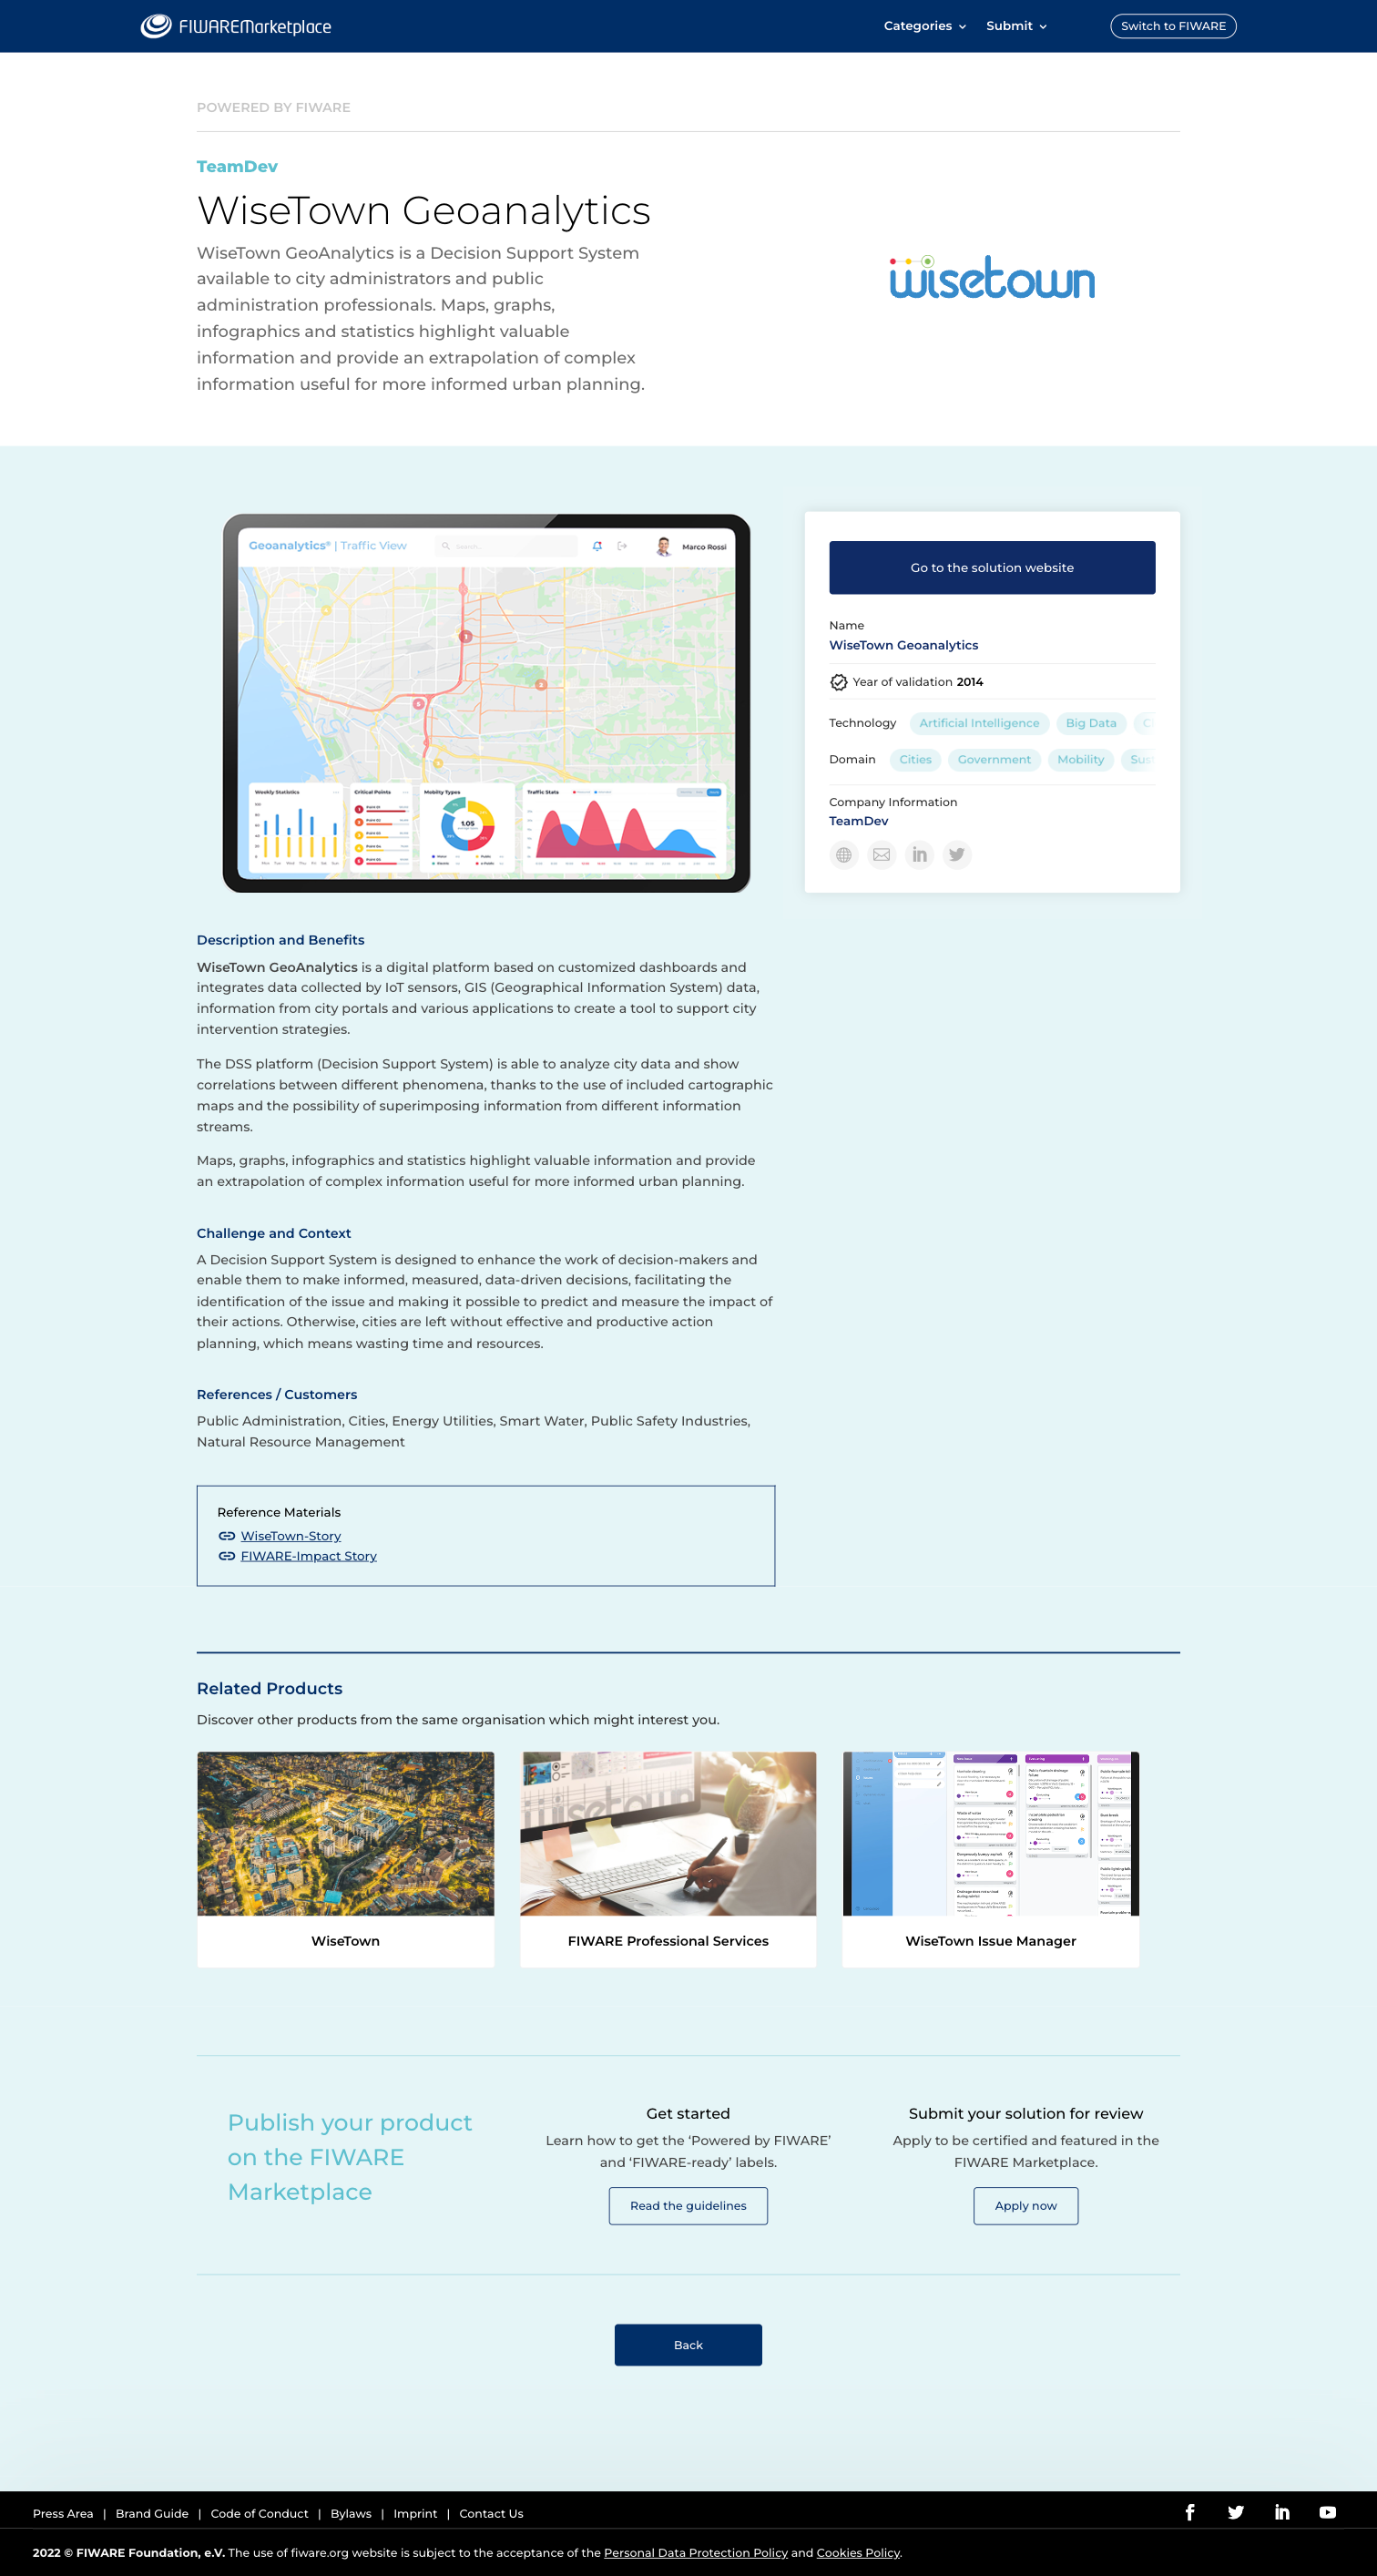 FIWAREMarketplace
Categories
Submit
Switch to FIWARE
POWERED BY FIWARE
TeamDev
WiseTown Geoanalytics
WiseTown GeoAnalytics is a Decision Support System
available to city administrators and public
administration professionals. Maps, graphs,
infographics and statistics highlight valuable
information and provide an extrapolation of complex
information useful for more informed urban planning.
wisetown
Geoanalytics® | Traffic View
Search...
Marco Rossi
Weekly Statistics
Critical Points
Mobility Types
Traffic Stats
1.05
Go to the solution website
Name
WiseTown Geoanalytics
Year of validation 2014
Technology
Artificial Intelligence
Big Data
Domain
Cities
Government
Mobility
Company Information
TeamDev
Description and Benefits
WiseTown GeoAnalytics is a digital platform based on customized dashboards and
integrates data collected by IoT sensors, GIS (Geographical Information System) data,
information from city portals and various applications to create a tool to support city
intervention strategies.
The DSS platform (Decision Support System) is able to analyze city data and show
correlations between different phenomena, thanks to the use of included cartographic
maps and the possibility of superimposing information from different information
streams.
Maps, graphs, infographics and statistics highlight valuable information and provide
an extrapolation of complex information useful for more informed urban planning.
Challenge and Context
A Decision Support System is designed to enhance the work of decision-makers and
enable them to make informed, measured, data-driven decisions, facilitating the
identification of the issue and making it possible to predict and measure the impact of
their actions. Otherwise, cities are left without effective and productive action
planning, which means wasting time and resources.
References / Customers
Public Administration, Cities, Energy Utilities, Smart Water, Public Safety Industries,
Natural Resource Management
Reference Materials
WiseTown-Story
FIWARE-Impact Story
Related Products
Discover other products from the same organisation which might interest you.
WiseTown
FIWARE Professional Services
WiseTown Issue Manager
Publish your product
on the FIWARE
Marketplace
Get started
Learn how to get the ‘Powered by FIWARE’
and ‘FIWARE-ready’ labels.
Read the guidelines
Submit your solution for review
Apply to be certified and featured in the
FIWARE Marketplace.
Apply now
Back
Press Area | Brand Guide | Code of Conduct | Bylaws | Imprint | Contact Us
2022 © FIWARE Foundation, e.V. The use of fiware.org website is subject to the acceptance of the Personal Data Protection Policy and Cookies Policy.